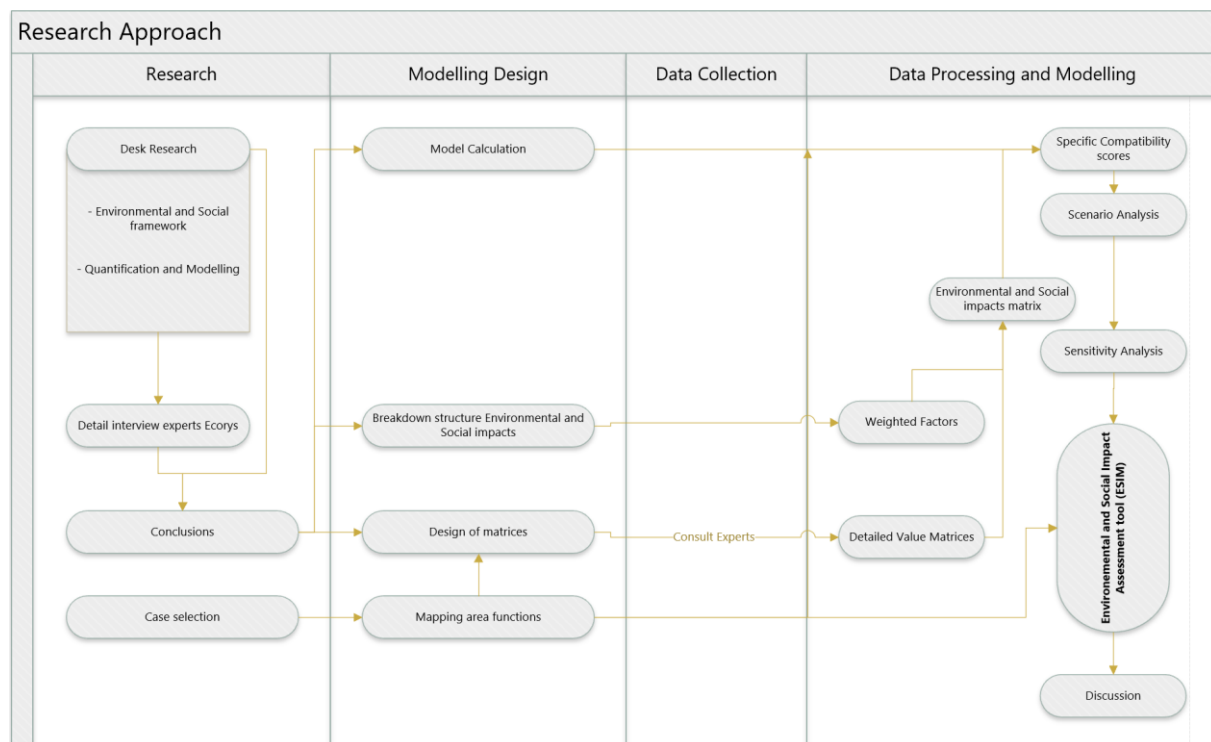 Research Approach
Research
Modelling Design
Data Collection
Data Processing and Modelling
Desk Research
- Environmental and Social
framework
- Quantification and Modelling
Detail interview experts Ecorys
Conclusions
Case selection
Model Calculation
Breakdown structure Environmental and
Social impacts
Design of matrices
Mapping area functions
Consult Experts
Specific Compatibility
scores
Scenario Analysis
Environmental and Social
impacts matrix
Sensitivity Analysis
Weighted Factors
Detailed Value Matrices
Environemental and Social Impact
Assessment tool (ESIM)
Discussion